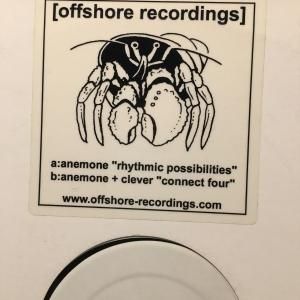 [offshore recordings]
a:anemone "rhythmic possibilities"
b:anemone + clever "connect four"
www.offshore-recordings.com